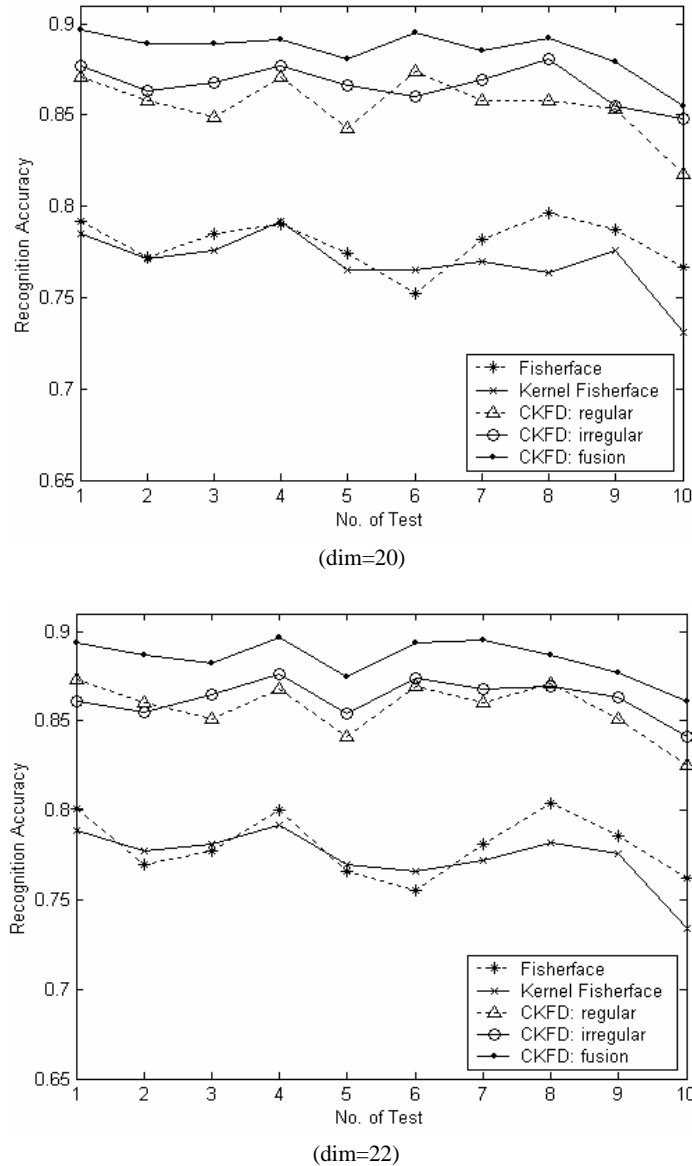 0.9
0.85
0.8
0.75
0.7
0.65
Recognition Accuracy
Fisherface
Kernel Fisherface
CKFD: regular
CKFD: irregular
CKFD: fusion
1 2 3 4 5 6 7 8 9 10
No. of Test
(dim=20)
0.9
0.85
0.8
0.75
0.7
0.65
Recognition Accuracy
Fisherface
Kernel Fisherface
CKFD: regular
CKFD: irregular
CKFD: fusion
1 2 3 4 5 6 7 8 9 10
No. of Test
(dim=22)